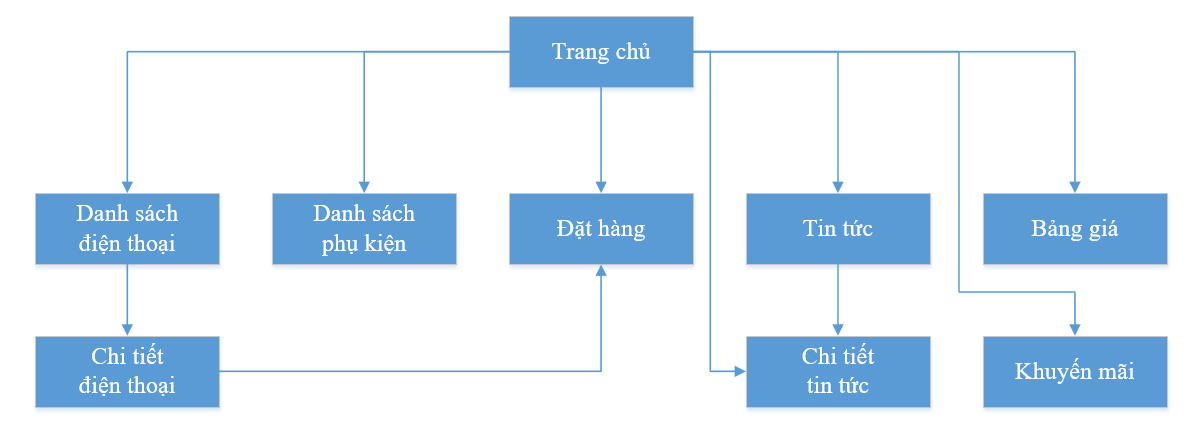 Trang chủ
Danh sách
điện thoại
Danh sách
phụ kiện
Đặt hàng
Tin tức
Bảng giá
Chi tiết
điện thoại
Chi tiết
tin tức
Khuyến mãi